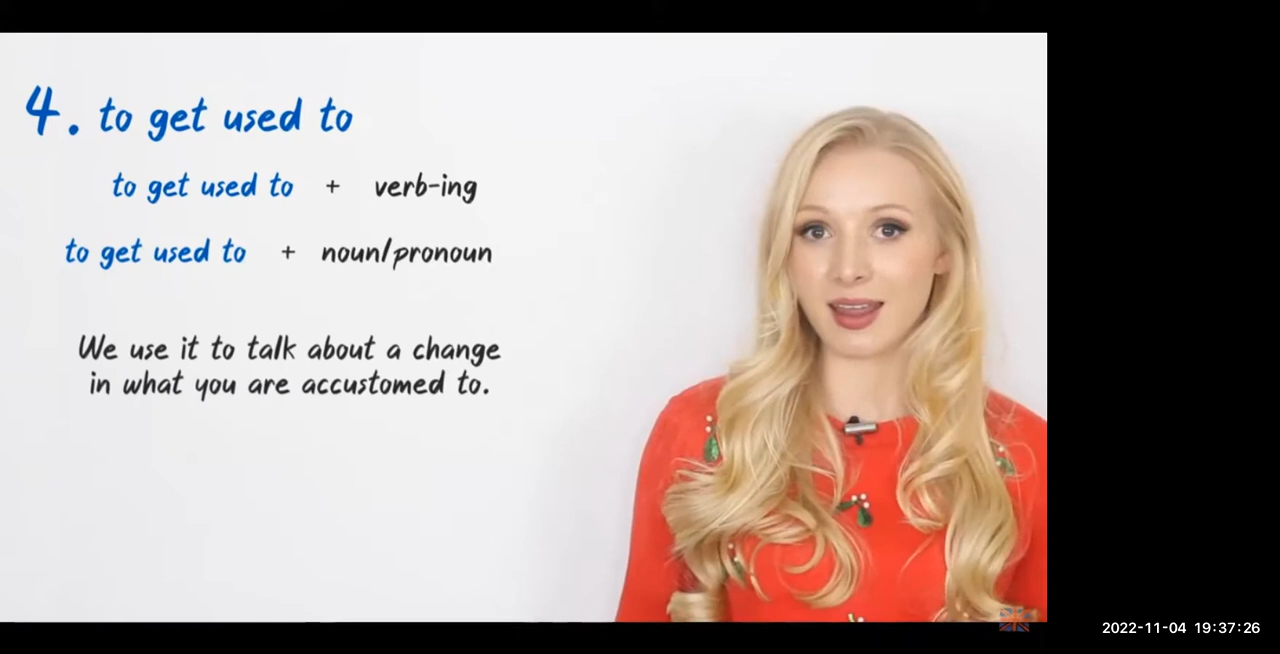 4. to get used to
to get used to + verb-ing
to get used to + noun/pronoun
We use it to talk about a change
in what you are accustomed to.
2022-11-04 19:37:26